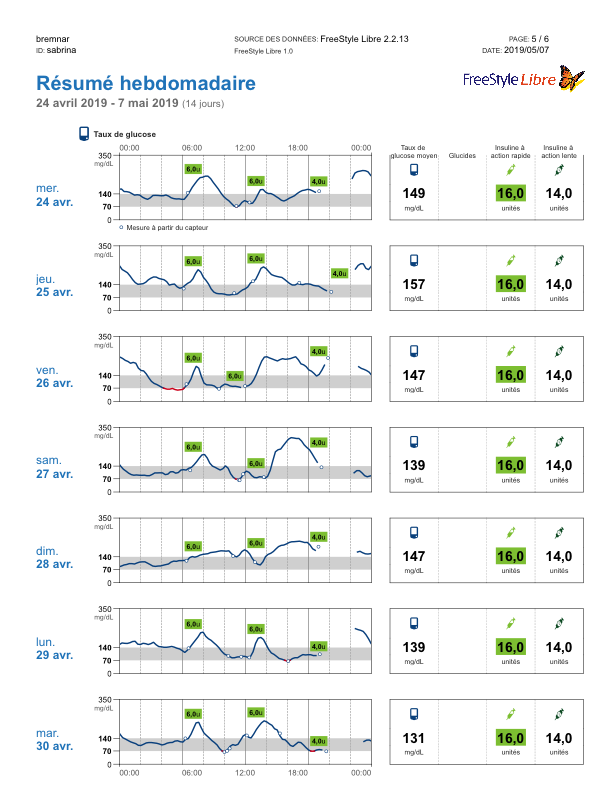 bremnar
ID: sabrina
SOURCE DES DONNÉES: FreeStyle Libre 2.2.13
FreeStyle Libre 1.0
PAGE: 5 / 6
DATE: 2019/05/07
Résumé hebdomadaire
24 avril 2019 - 7 mai 2019 (14 jours)
FreeStyle Libre
Taux de glucose
00:00 06:00 12:00 18:00 00:00
Taux de glucose moyen
Glucides
Insuline à action rapide
Insuline à action lente
mer.
24 avr.
350
mg/dL
140
70
0
6,0u 6,0u 4,0u
149 16,0 14,0
mg/dL unités unités
Mesure à partir du capteur
jeu.
25 avr.
350
mg/dL
140
70
0
6,0u 6,0u 4,0u
157 16,0 14,0
mg/dL unités unités
ven.
26 avr.
350
mg/dL
140
70
0
6,0u 6,0u 4,0u
147 16,0 14,0
mg/dL unités unités
sam.
27 avr.
350
mg/dL
140
70
0
6,0u 6,0u 4,0u
139 16,0 14,0
mg/dL unités unités
dim.
28 avr.
350
mg/dL
140
70
0
6,0u 6,0u 4,0u
147 16,0 14,0
mg/dL unités unités
lun.
29 avr.
350
mg/dL
140
70
0
6,0u 6,0u 4,0u
139 16,0 14,0
mg/dL unités unités
mar.
30 avr.
350
mg/dL
140
70
0
6,0u 6,0u 4,0u
131 16,0 14,0
mg/dL unités unités
00:00 06:00 12:00 18:00 00:00